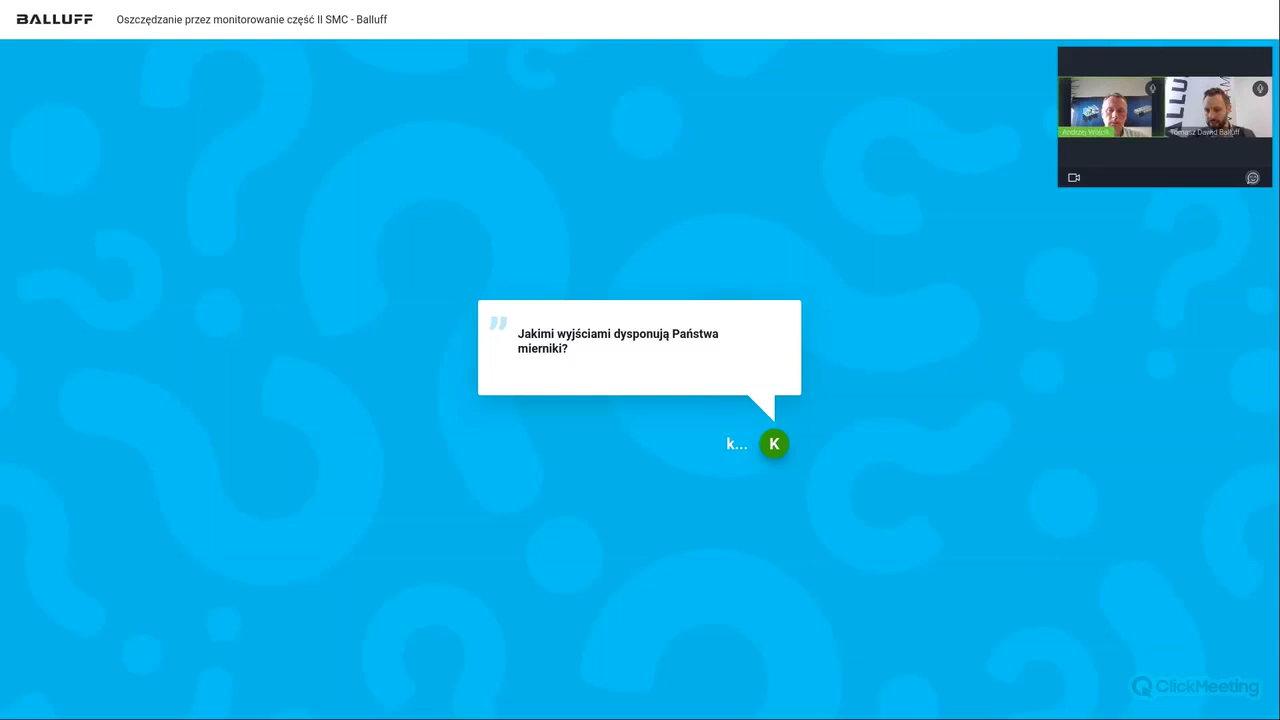 BALLUFF
Oszczędzanie przez monitorowanie część II SMC - Balluff
Andrzej Wójcik
Tomasz Dawid Balluff
Jakimi wyjściami dysponują Państwa
mierniki?
k...
K
ClickMeeting